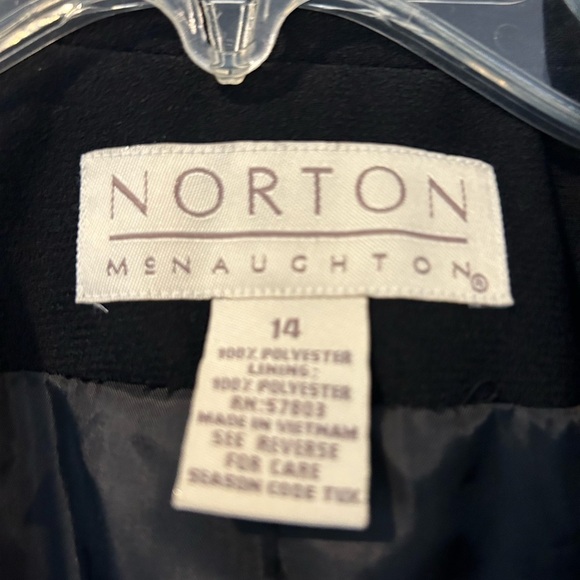 NORTON
McNAUGHTON®
14
100% POLYESTER
LINING:
100% POLYESTER
RN:57803
MADE IN VIETNAM
SEE REVERSE
FOR CARE
SEASON CODE